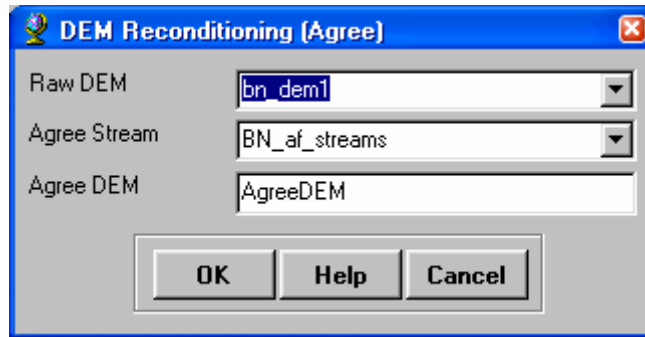 DEM Reconditioning (Agree)
Raw DEM bn_dem1
Agree Stream BN_af_streams
Agree DEM AgreeDEM
OK Help Cancel